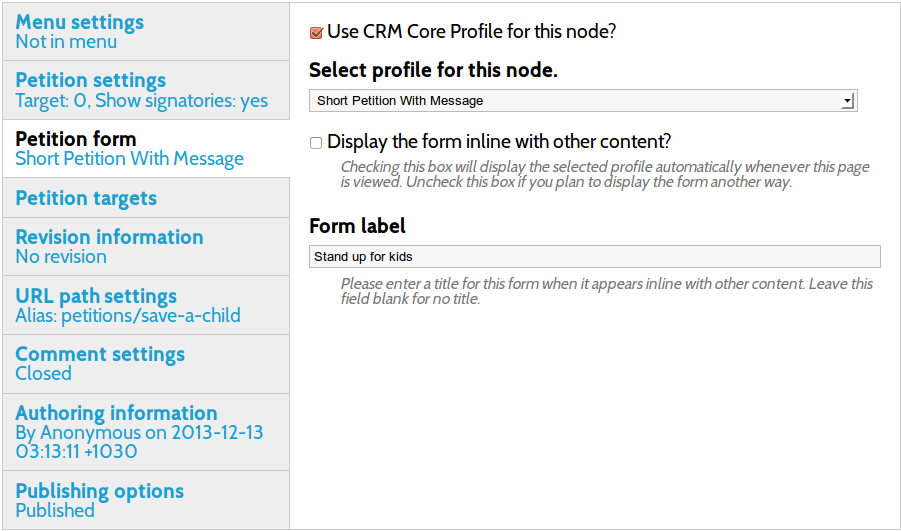 Menu settings
Not in menu
Petition settings
Target: 0, Show signatories: yes
Petition form
Short Petition With Message
Petition targets
Revision information
No revision
URL path settings
Alias: petitions/save-a-child
Comment settings
Closed
Authoring information
By Anonymous on 2013-12-13
03:13:11 +1030
Publishing options
Published
Use CRM Core Profile for this node?
Select profile for this node.
Short Petition With Message
Display the form inline with other content?
Checking this box will display the selected profile automatically whenever this page
is viewed. Uncheck this box if you plan to display the form another way.
Form label
Stand up for kids
Please enter a title for this form when it appears inline with other content. Leave this
field blank for no title.